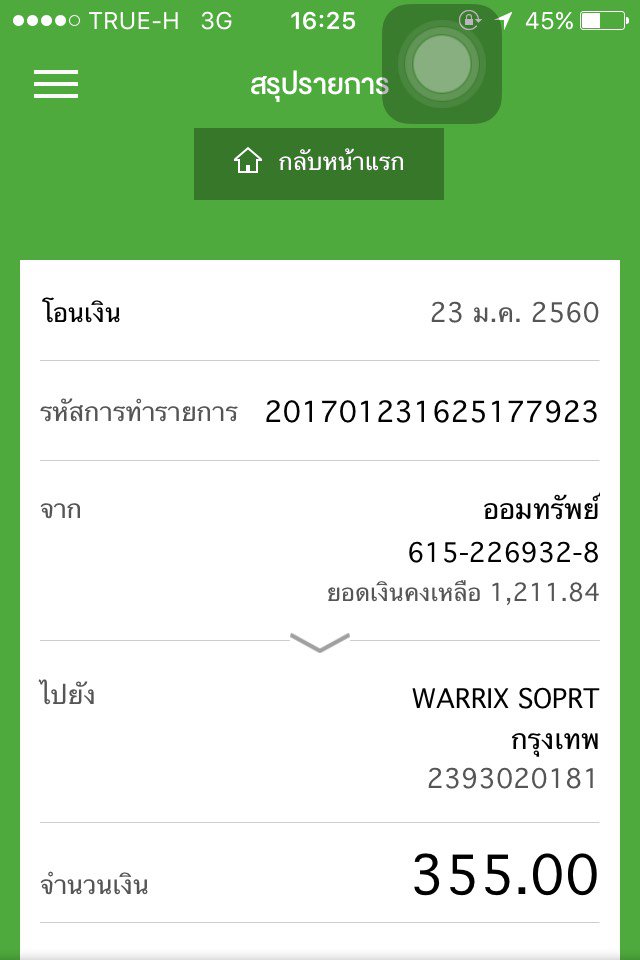 TRUE-H 3G 16:25 45%
สรุปรายการ
กลับหน้าแรก
โอนเงิน 23 ม.ค. 2560
รหัสการทำรายการ 201701231625177923
จาก ออมทรัพย์
615-226932-8
ยอดเงินคงเหลือ 1,211.84
ไปยัง WARRIX SOPRT
กรุงเทพ
2393020181
จำนวนเงิน 355.00